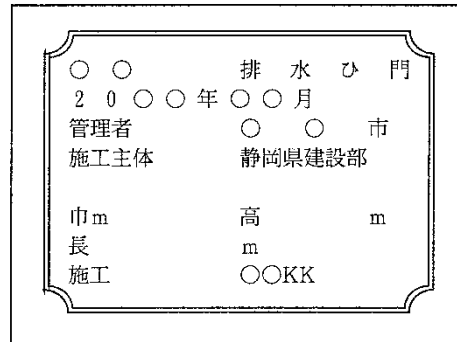 ○ ○ 排 水 ひ 門
2 0 ○ ○ 年 ○ ○ 月
管理者 ○ ○ 市
施工主体 静岡県建設部
巾m 高 m
長 m
施工 ○○KK